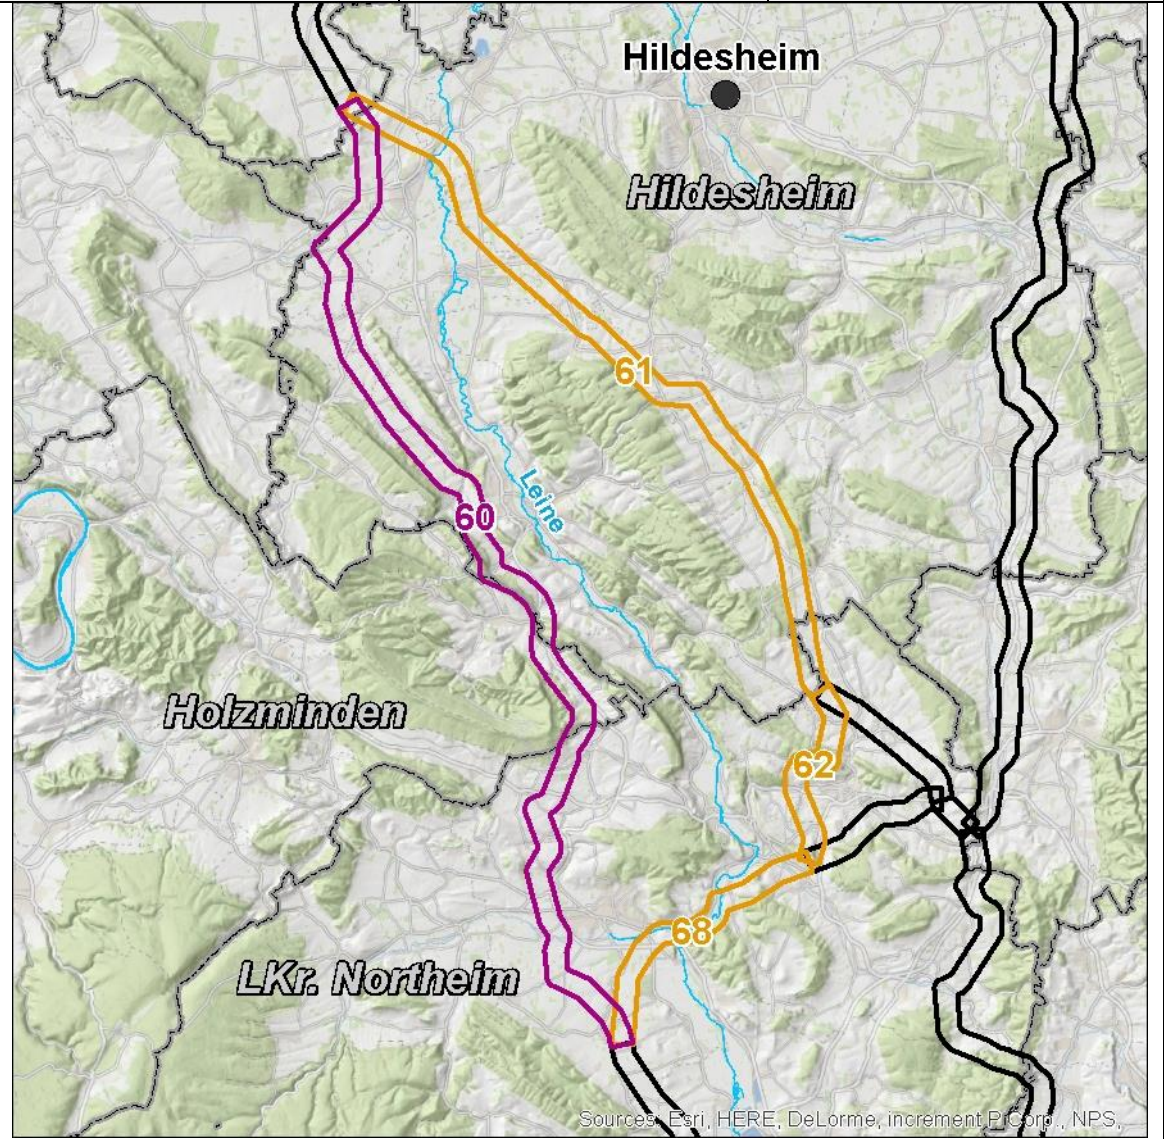 Hildesheim
Hildesheim
61
Leine
60
Holzminden
62
68
LKr. Northeim
Sources: Esri, HERE, DeLorme, increment P Corp., NPS,